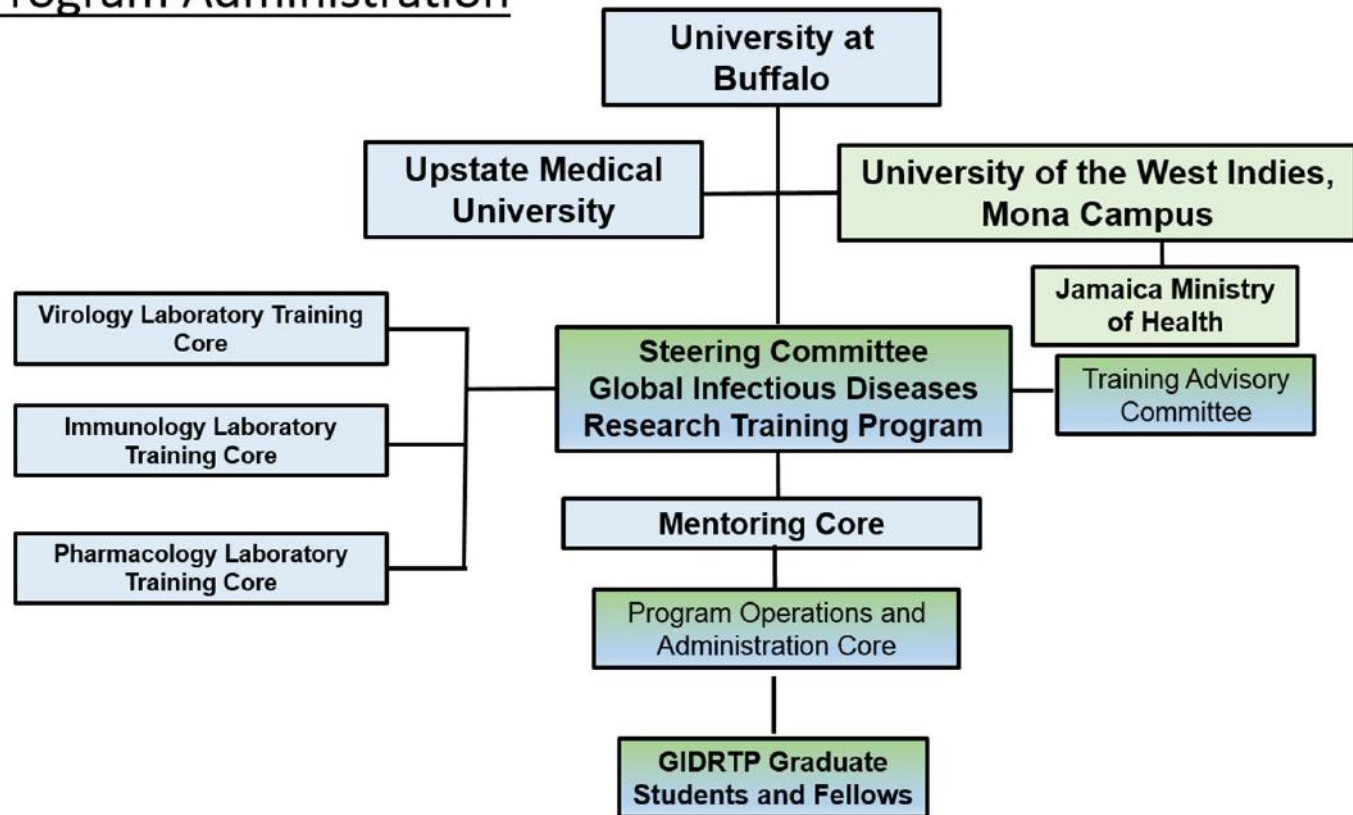 rogram Administration
University at
Buffalo
Upstate Medical
University
University of the West Indies,
Mona Campus
Jamaica Ministry
of Health
Virology Laboratory Training
Core
Steering Committee
Global Infectious Diseases
Research Training Program
Training Advisory
Committee
Immunology Laboratory
Training Core
Mentoring Core
Pharmacology Laboratory
Training Core
Program Operations and
Administration Core
GIDRTP Graduate
Students and Fellows